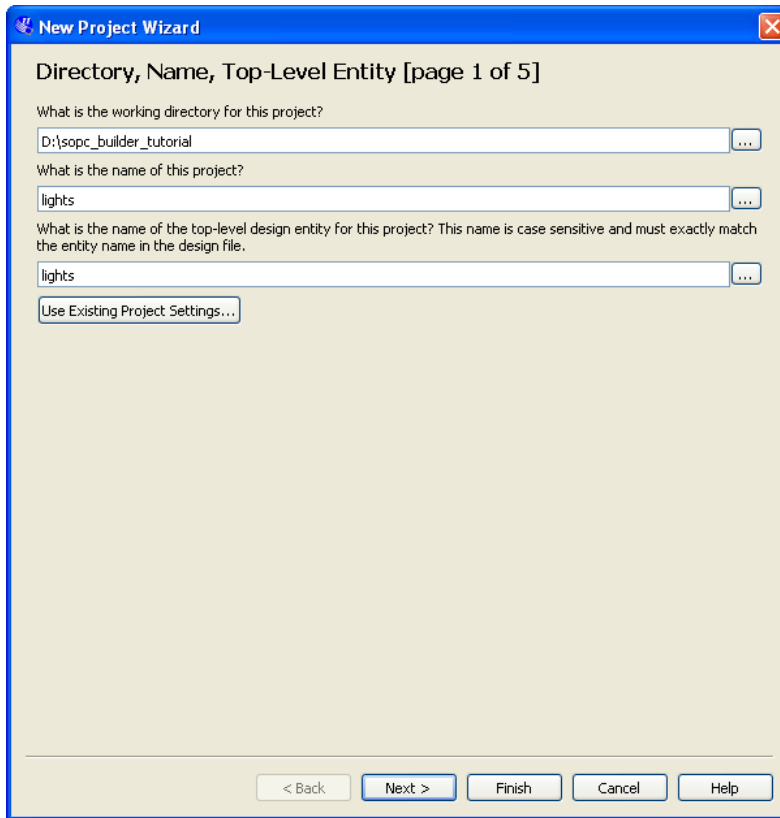 New Project Wizard
Directory, Name, Top-Level Entity [page 1 of 5]
What is the working directory for this project?
D:\sopc_builder_tutorial
...
What is the name of this project?
lights
...
What is the name of the top-level design entity for this project? This name is case sensitive and must exactly match
the entity name in the design file.
lights
...
Use Existing Project Settings...
< Back Next > Finish Cancel Help